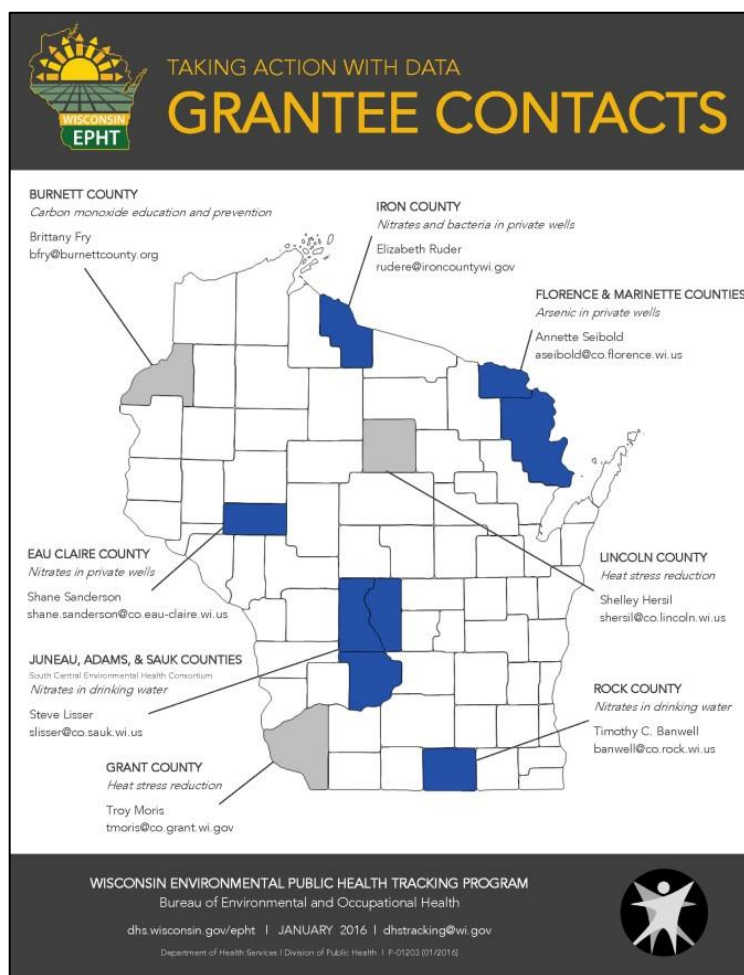 WISCONSIN
EPHT
TAKING ACTION WITH DATA
GRANTEE CONTACTS
BURNETT COUNTY
Carbon monoxide education and prevention
Brittany Fry
bfry@burnettcounty.org
IRON COUNTY
Nitrates and bacteria in private wells
Elizabeth Ruder
rudere@ironcountywi.gov
FLORENCE & MARINETTE COUNTIES
Arsenic in private wells
Annette Seibold
aseibold@co.florence.wi.us
EAU CLAIRE COUNTY
Nitrates in private wells
Shane Sanderson
shane.sanderson@co.eau-claire.wi.us
LINCOLN COUNTY
Heat stress reduction
Shelley Hersil
shersil@co.lincoln.wi.us
JUNEAU, ADAMS, & SAUK COUNTIES
South Central Environmental Health Consortium
Nitrates in drinking water
Steve Lisser
slisser@co.sauk.wi.us
ROCK COUNTY
Nitrates in drinking water
Timothy C. Banwell
banwell@co.rock.wi.us
GRANT COUNTY
Heat stress reduction
Troy Moris
tmoris@co.grant.wi.gov
WISCONSIN ENVIRONMENTAL PUBLIC HEALTH TRACKING PROGRAM
Bureau of Environmental and Occupational Health
dhs.wisconsin.gov/epht | JANUARY 2016 | dhstracking@wi.gov
Department of Health Services | Division of Public Health | P-01203 (01/2016)